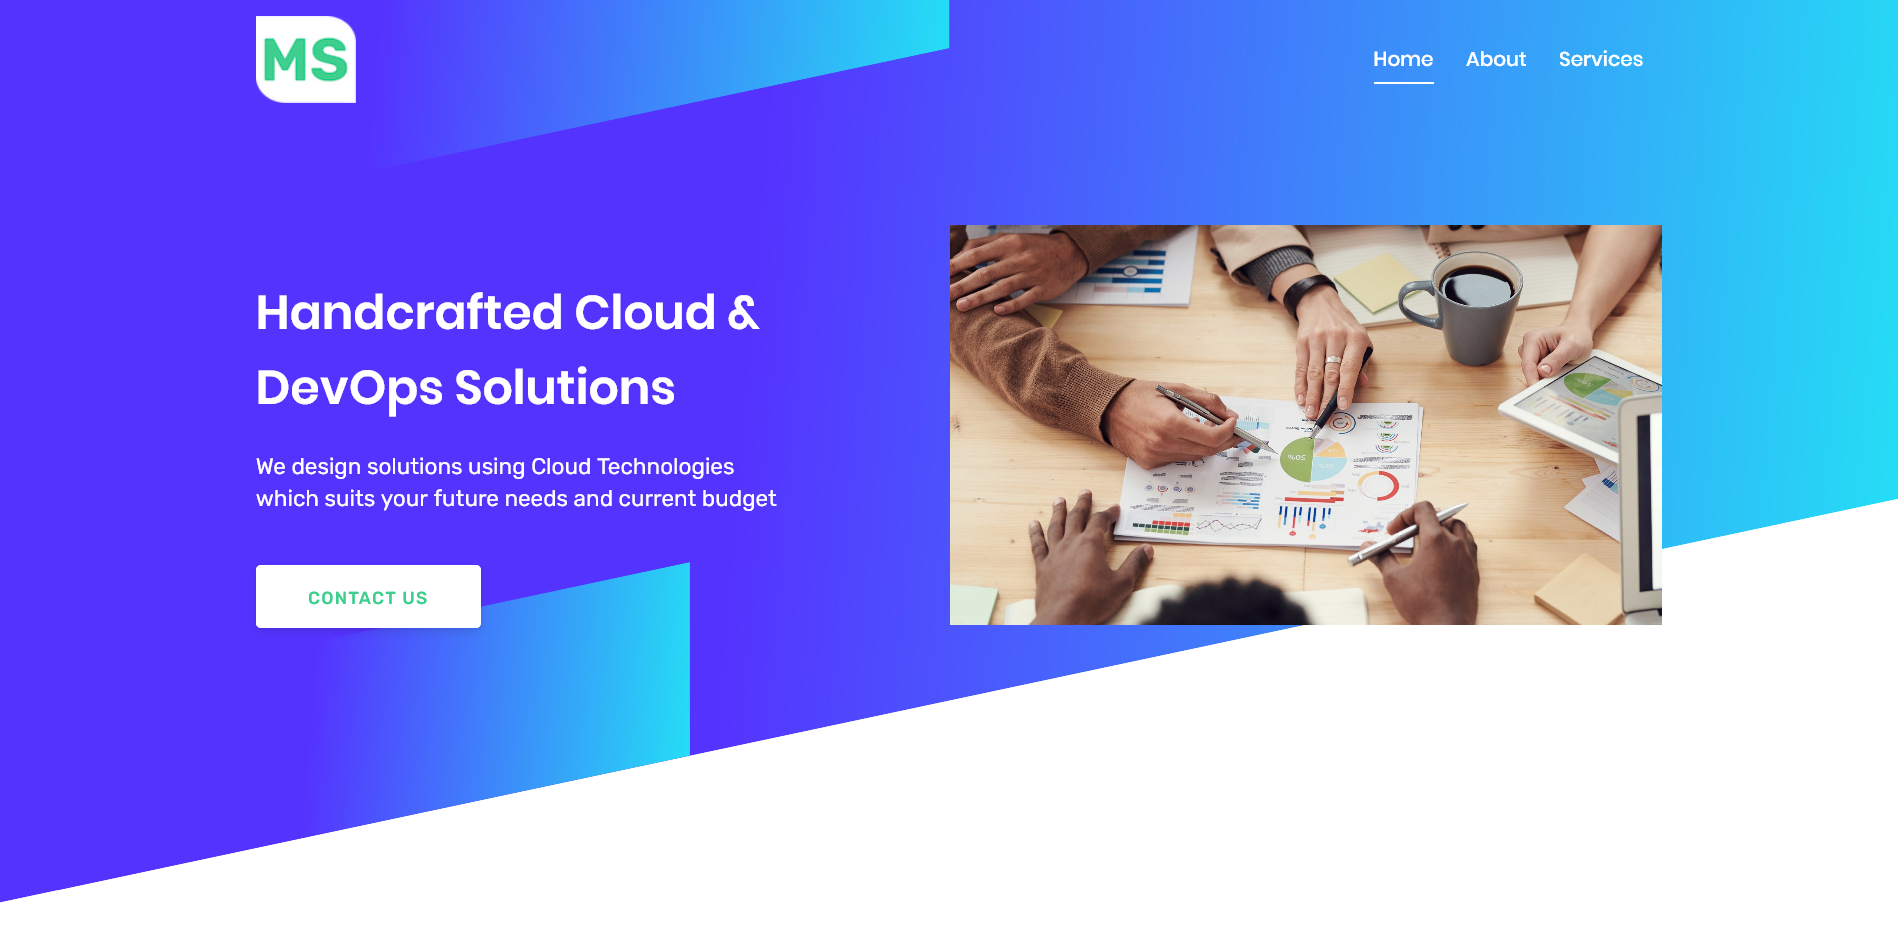 MS
Home About Services
Handcrafted Cloud &
DevOps Solutions
We design solutions using Cloud Technologies
which suits your future needs and current budget
CONTACT US